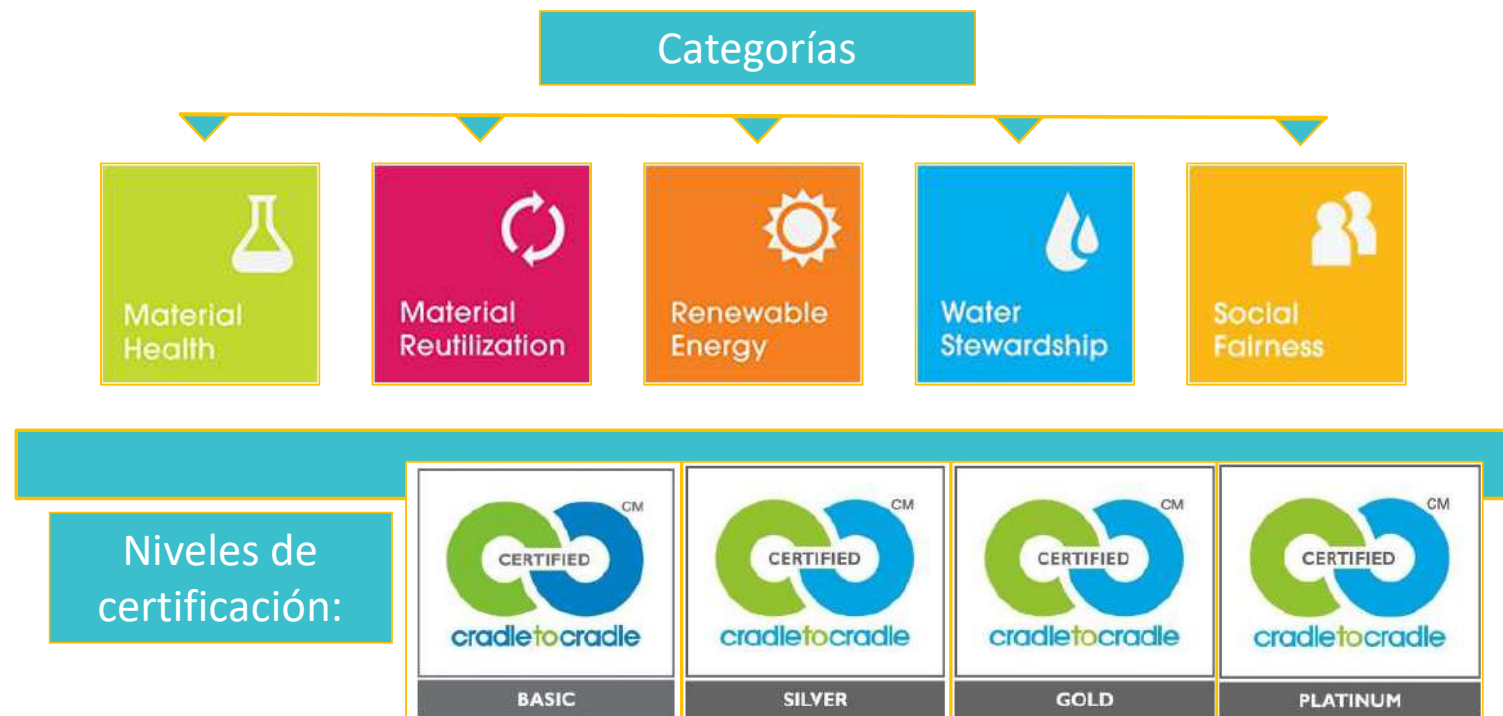 Categorías
Material
Health
Material
Reutilization
Renewable
Energy
Water
Stewardship
Social
Fairness
Niveles de
certificación:
CM
CERTIFIED
cradletocradle
BASIC
CM
CERTIFIED
cradletocradle
SILVER
CM
CERTIFIED
cradletocradle
GOLD
CM
CERTIFIED
cradletocradle
PLATINUM